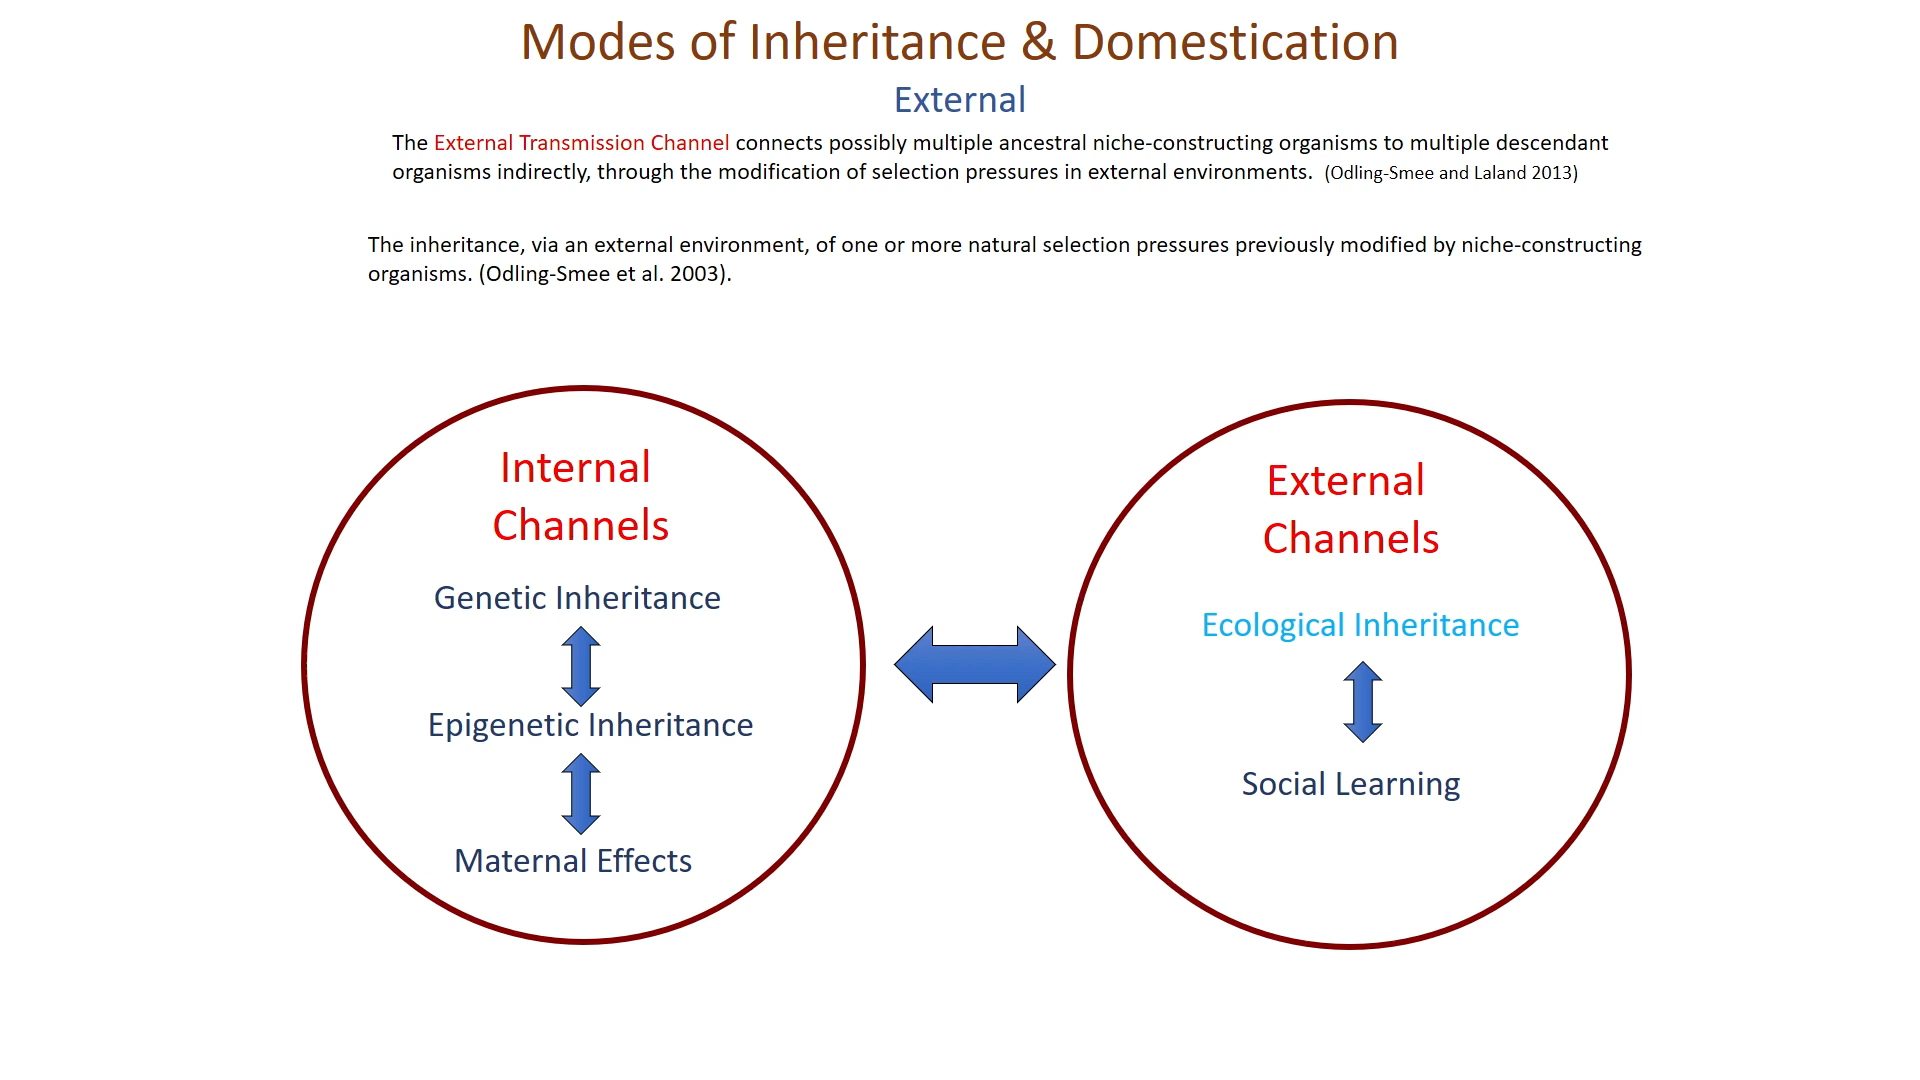 Modes of Inheritance & Domestication
External
The External Transmission Channel connects possibly multiple ancestral niche-constructing organisms to multiple descendant
organisms indirectly, through the modification of selection pressures in external environments. (Odling-Smee and Laland 2013)
The inheritance, via an external environment, of one or more natural selection pressures previously modified by niche-constructing
organisms. (Odling-Smee et al. 2003).
Internal
Channels
Genetic Inheritance
Epigenetic Inheritance
Maternal Effects
External
Channels
Ecological Inheritance
Social Learning